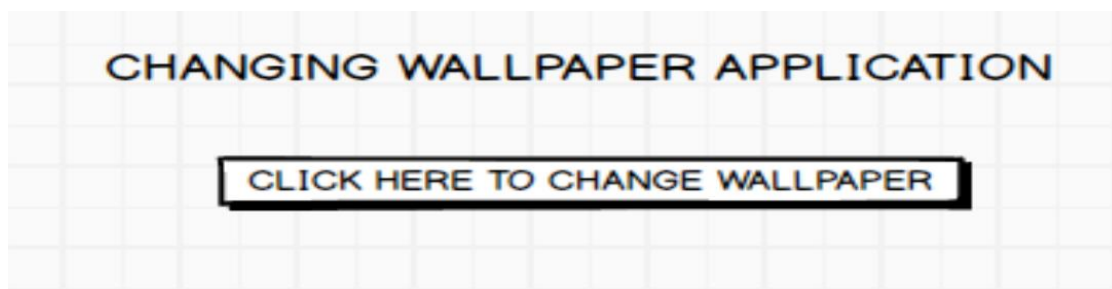 CHANGING WALLPAPER APPLICATION
CLICK HERE TO CHANGE WALLPAPER